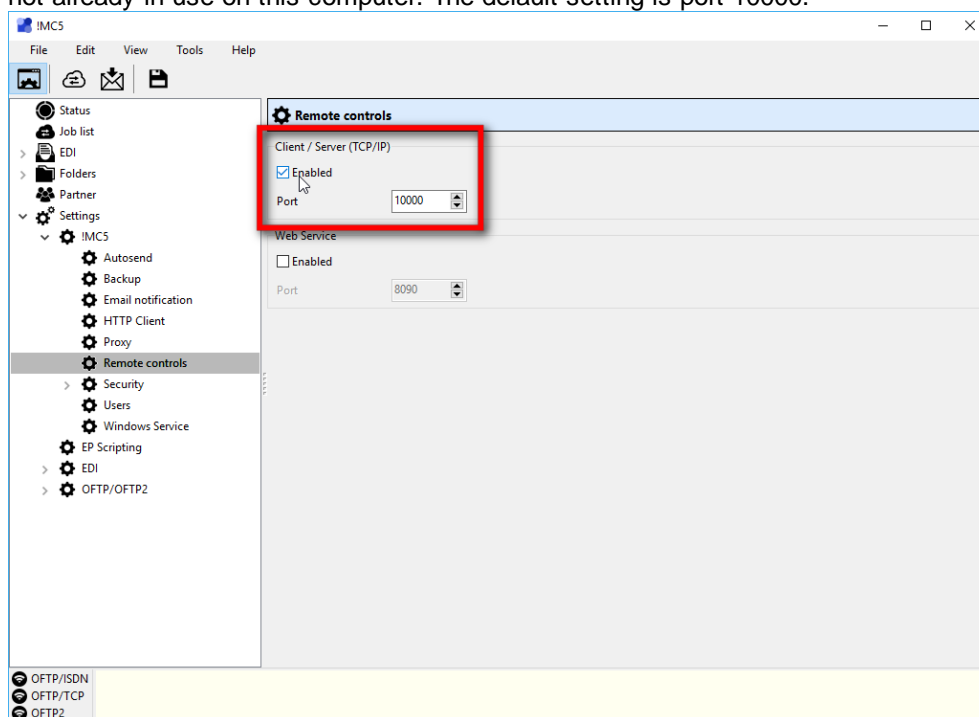 not already in use on this computer. The default setting is port 10000.
!MC5
File Edit View Tools Help
Status
Job list
EDI
Folders
Partner
Settings
!MC5
Autosend
Backup
Email notification
HTTP Client
Proxy
Remote controls
Security
Users
Windows Service
EP Scripting
EDI
OFTP/OFTP2
Remote controls
Client / Server (TCP/IP)
Enabled
Port 10000
Web Service
Enabled
Port 8090
OFTP/ISDN
OFTP/TCP
OFTP2